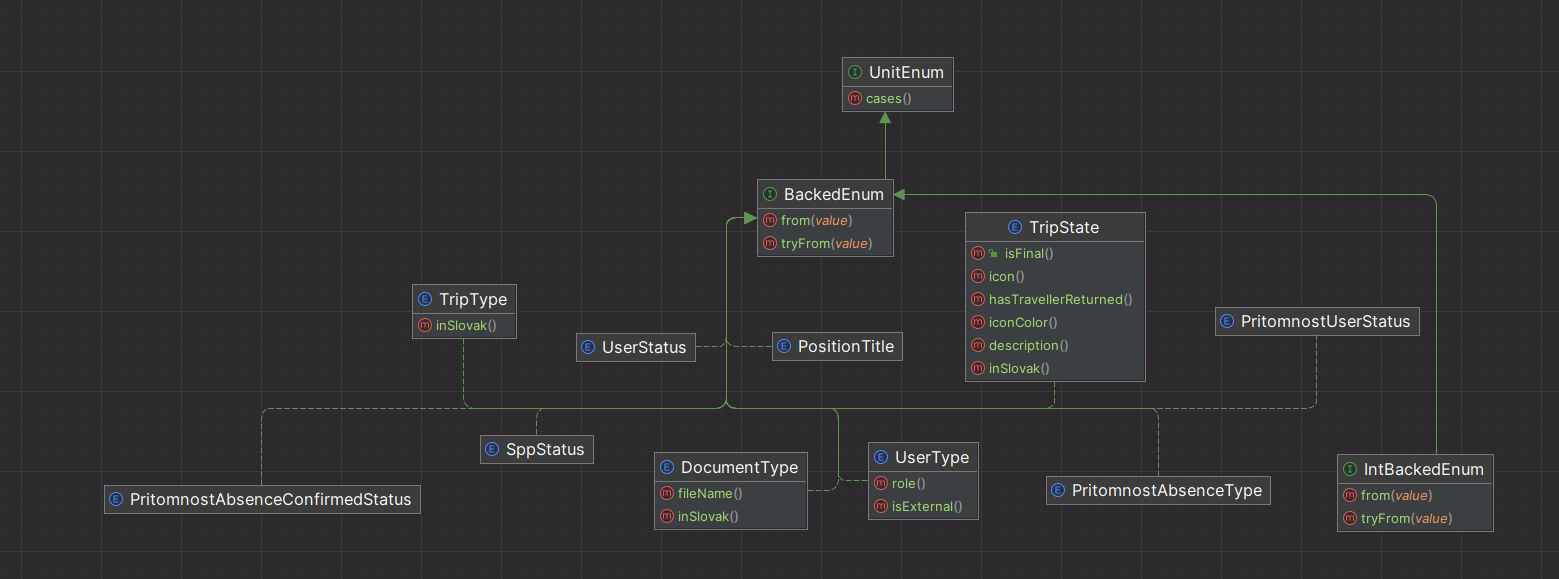 UnitEnum
cases()
BackedEnum
from(value)
tryFrom(value)
TripState
isFinal()
icon()
hasTravellerReturned()
iconColor()
description()
inSlovak()
TripType
inSlovak()
UserStatus
PositionTitle
PritomnostUserStatus
SppStatus
PritomnostAbsenceConfirmedStatus
DocumentType
fileName()
inSlovak()
UserType
role()
isExternal()
PritomnostAbsenceType
IntBackedEnum
from(value)
tryFrom(value)